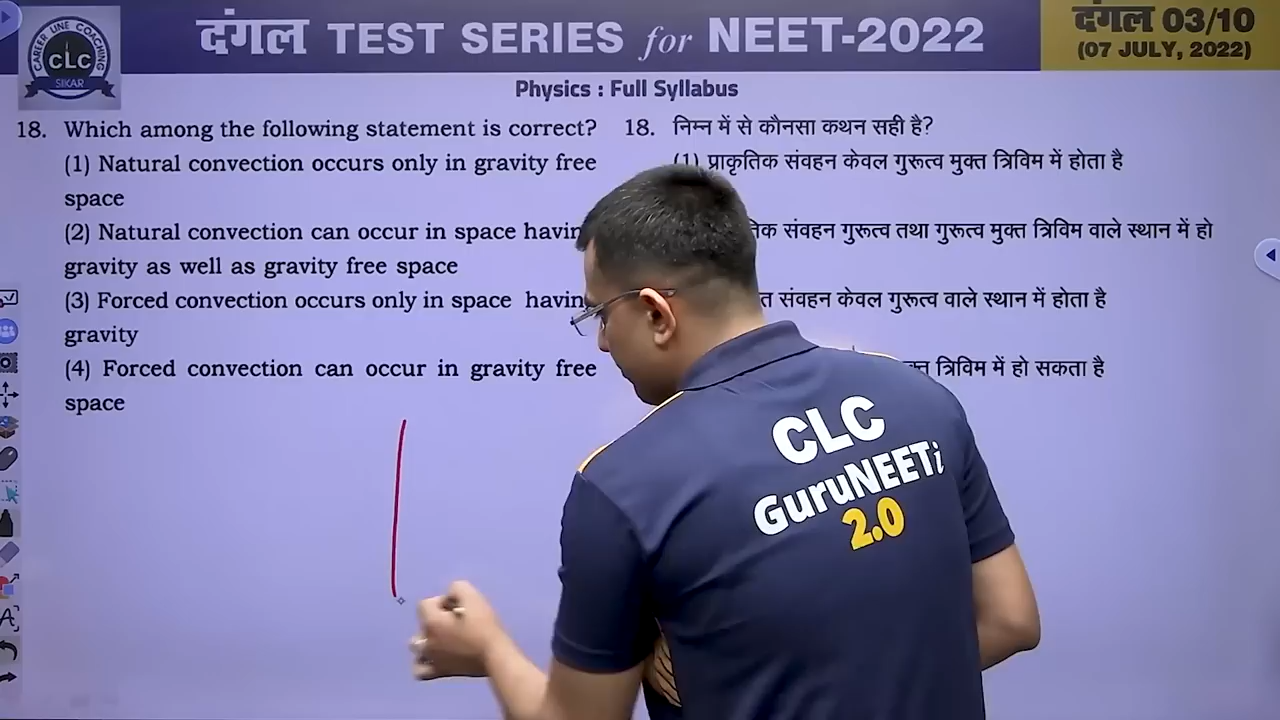 दंगल TEST SERIES for NEET-2022
दंगल 03/10
(07 JULY, 2022)
CAREER LINE COACHING
CLC
SIKAR
Physics : Full Syllabus
18. Which among the following statement is correct?
(1) Natural convection occurs only in gravity free
space
(2) Natural convection can occur in space
gravity as well as gravity free space
(3) Forced convection occurs only in space
gravity
(4) Forced convection can occur in gravity free
space
18. निम्न में से कौनसा कथन सही है?
(1) प्राकृतिक संवहन केवल गुरूत्व मुक्त त्रिविम में होता है
संवहन गुरूत्व तथा गुरूत्व मुक्त त्रिविम वाले स्थान में हो
संवहन केवल गुरूत्व वाले स्थान में होता है
त्रिविम में हो सकता है
CLC
GuruNEETi
2.0